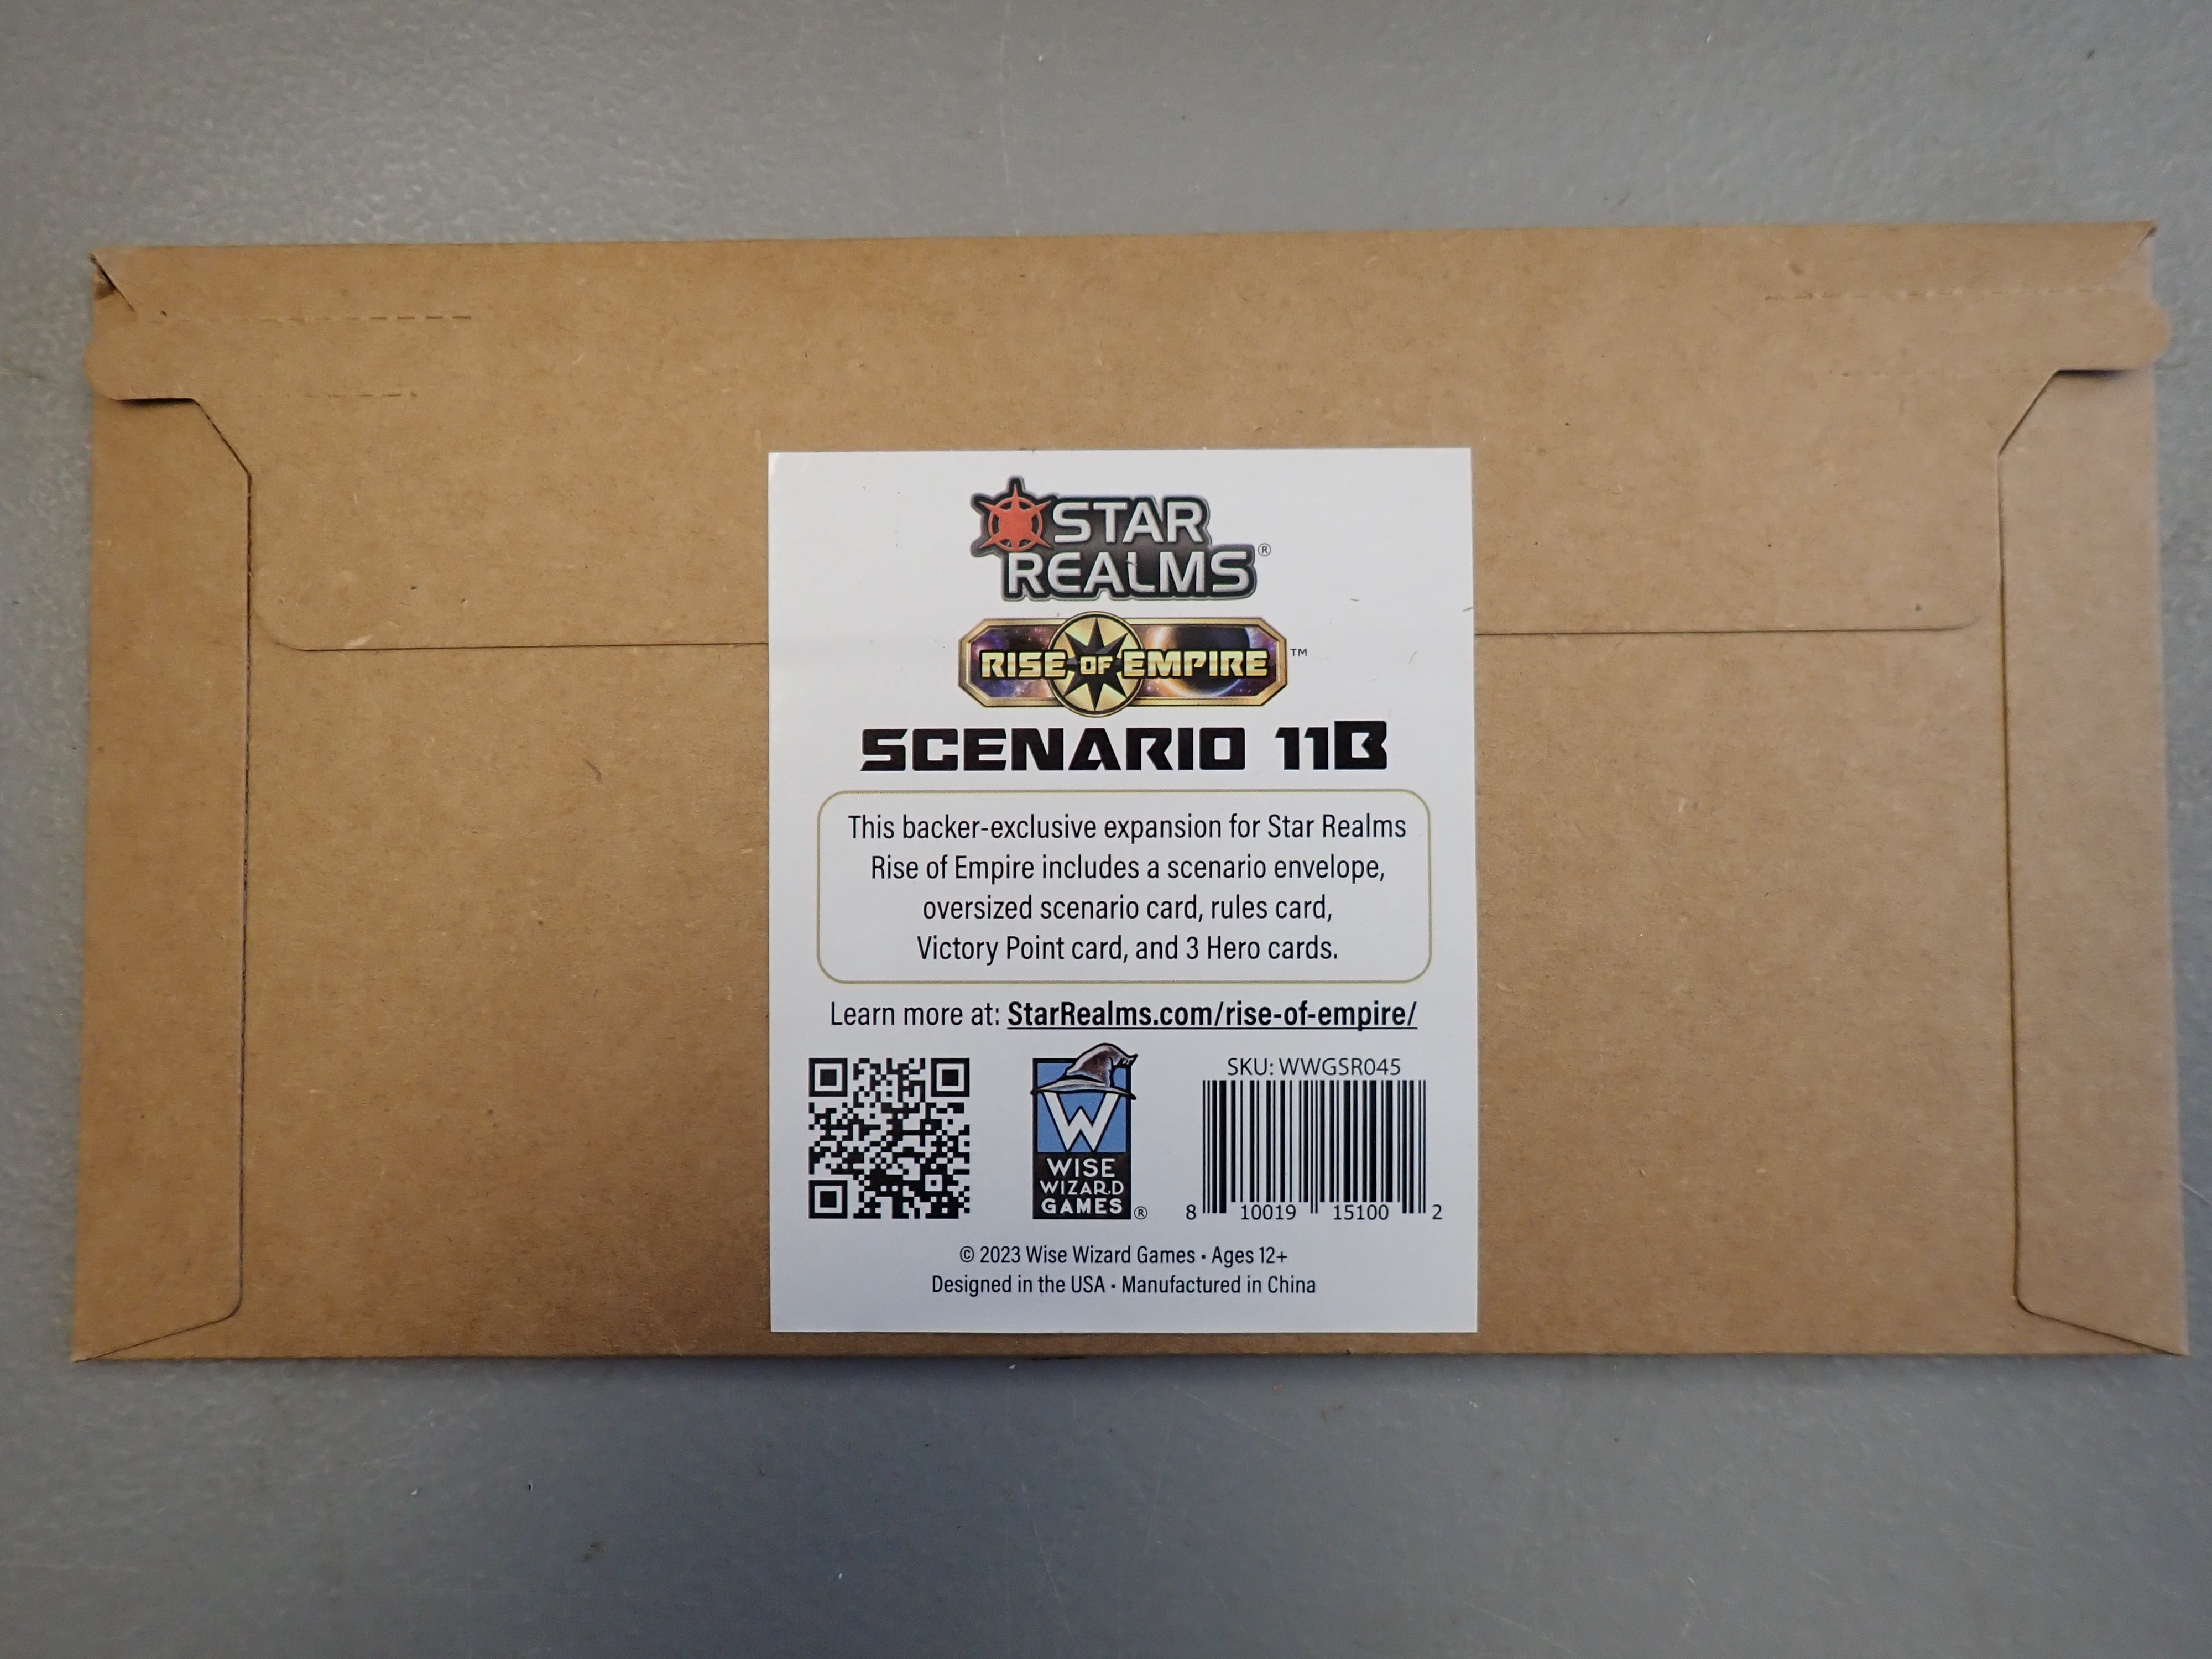 STAR
REALMS®
RISE OF EMPIRE™
SCENARIO 11B
This backer-exclusive expansion for Star Realms
Rise of Empire includes a scenario envelope,
oversized scenario card, rules card,
Victory Point card, and 3 Hero cards.
Learn more at: StarRealms.com/rise-of-empire/
W
WISE
WIZARD
GAMES®
SKU: WWGSR045
8 10019 15100 2
© 2023 Wise Wizard Games • Ages 12+
Designed in the USA • Manufactured in China